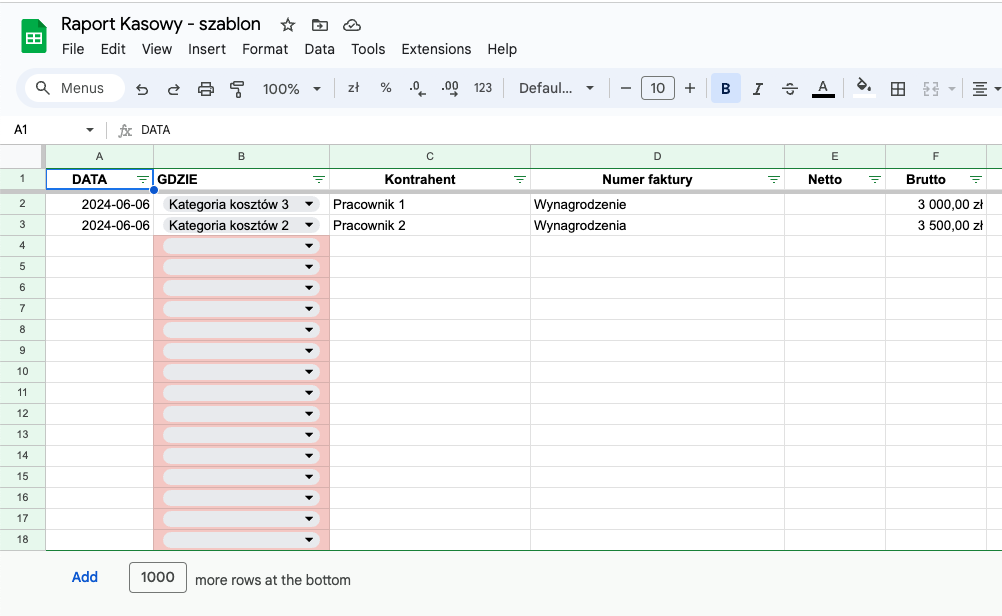 Raport Kasowy - szablon
File Edit View Insert Format Data Tools Extensions Help
Menus 100% zł % .0 .00 123 Defaul... − 10 + B I S A
A1 fx DATA
A B C D E F
1 DATA GDZIE Kontrahent Numer faktury Netto Brutto
2 2024-06-06 Kategoria kosztów 3 Pracownik 1 Wynagrodzenie 3 000,00 zł
3 2024-06-06 Kategoria kosztów 2 Pracownik 2 Wynagrodzenia 3 500,00 zł
4
5
6
7
8
9
10
11
12
13
14
15
16
17
18
Add 1000 more rows at the bottom